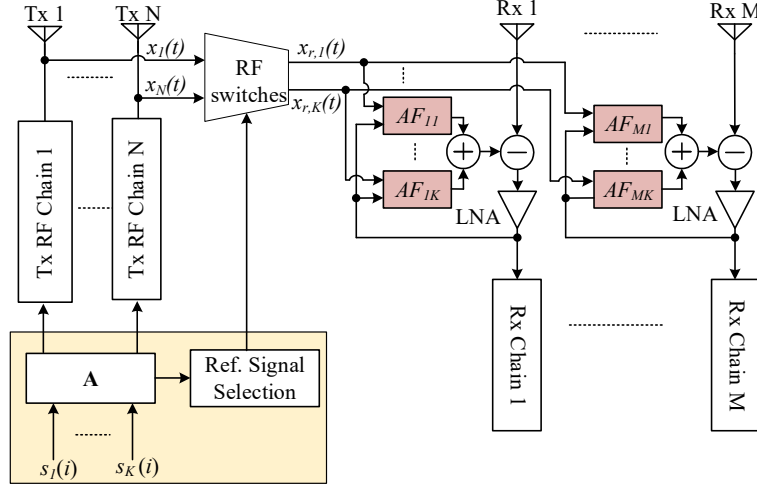 Tx 1
Tx N
Rx 1
Rx M
x1(t)
xN(t)
RF
switches
xr,1(t)
xr,K(t)
AF11
AF1K
AFM1
AFMK
+
−
+
−
LNA
LNA
Tx RF Chain 1
Tx RF Chain N
Rx Chain 1
Rx Chain M
A
Ref. Signal
Selection
s1(i)
sK(i)